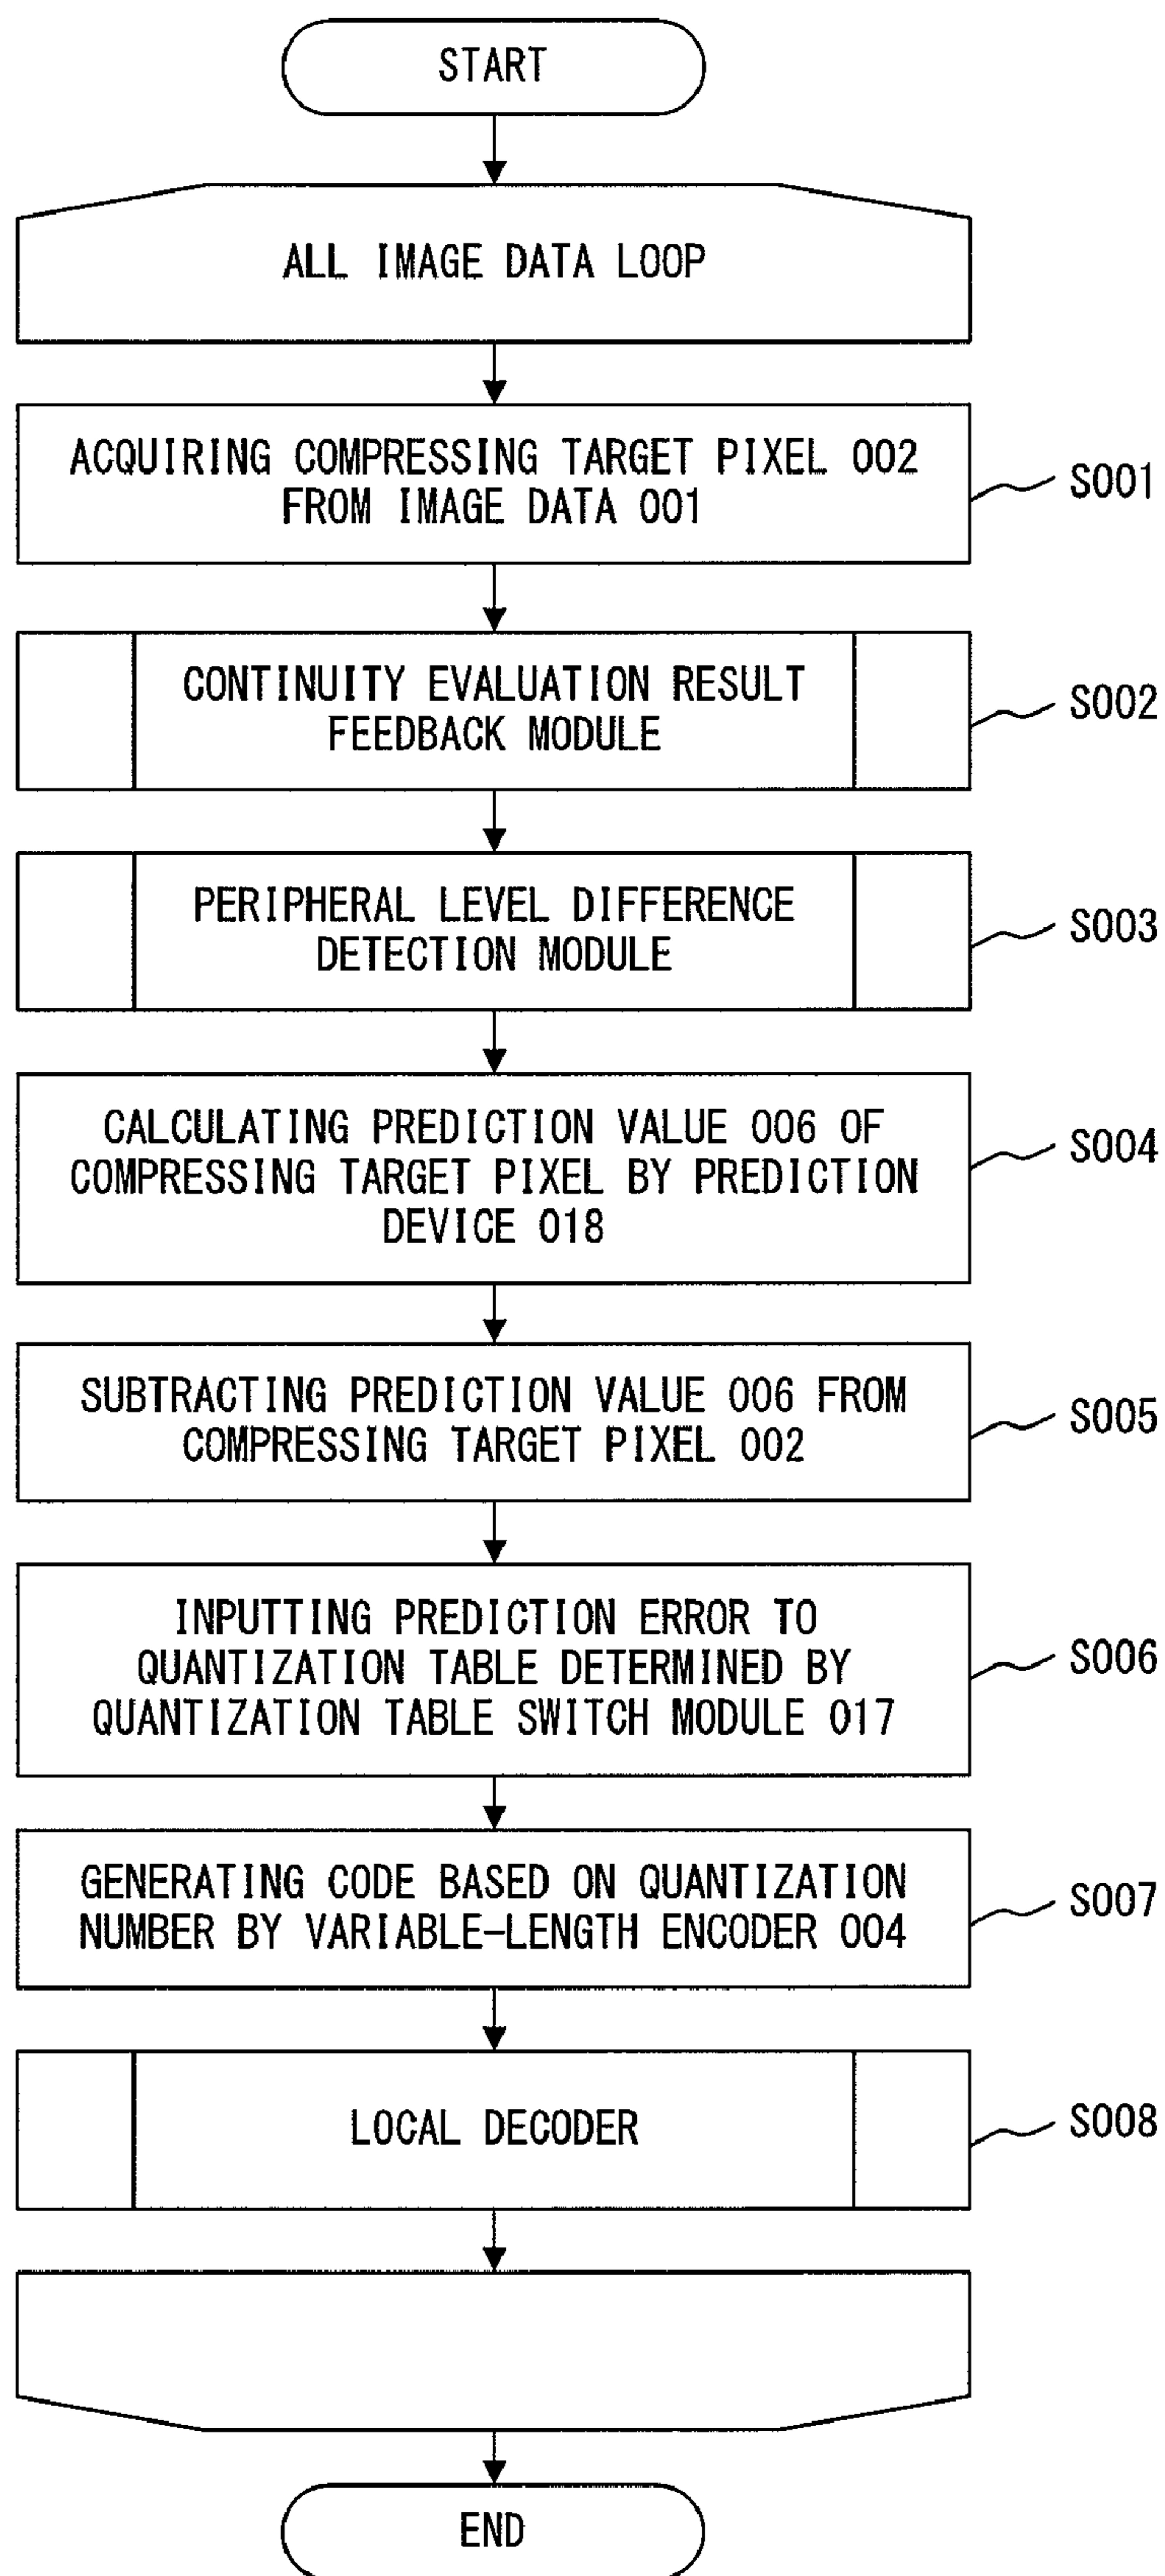 START
ALL IMAGE DATA LOOP
ACQUIRING COMPRESSING TARGET PIXEL 002
FROM IMAGE DATA 001
S001
CONTINUITY EVALUATION RESULT
FEEDBACK MODULE
S002
PERIPHERAL LEVEL DIFFERENCE
DETECTION MODULE
S003
CALCULATING PREDICTION VALUE 006 OF
COMPRESSING TARGET PIXEL BY PREDICTION
DEVICE 018
S004
SUBTRACTING PREDICTION VALUE 006 FROM
COMPRESSING TARGET PIXEL 002
S005
INPUTTING PREDICTION ERROR TO
QUANTIZATION TABLE DETERMINED BY
QUANTIZATION TABLE SWITCH MODULE 017
S006
GENERATING CODE BASED ON QUANTIZATION
NUMBER BY VARIABLE-LENGTH ENCODER 004
S007
LOCAL DECODER
S008
END